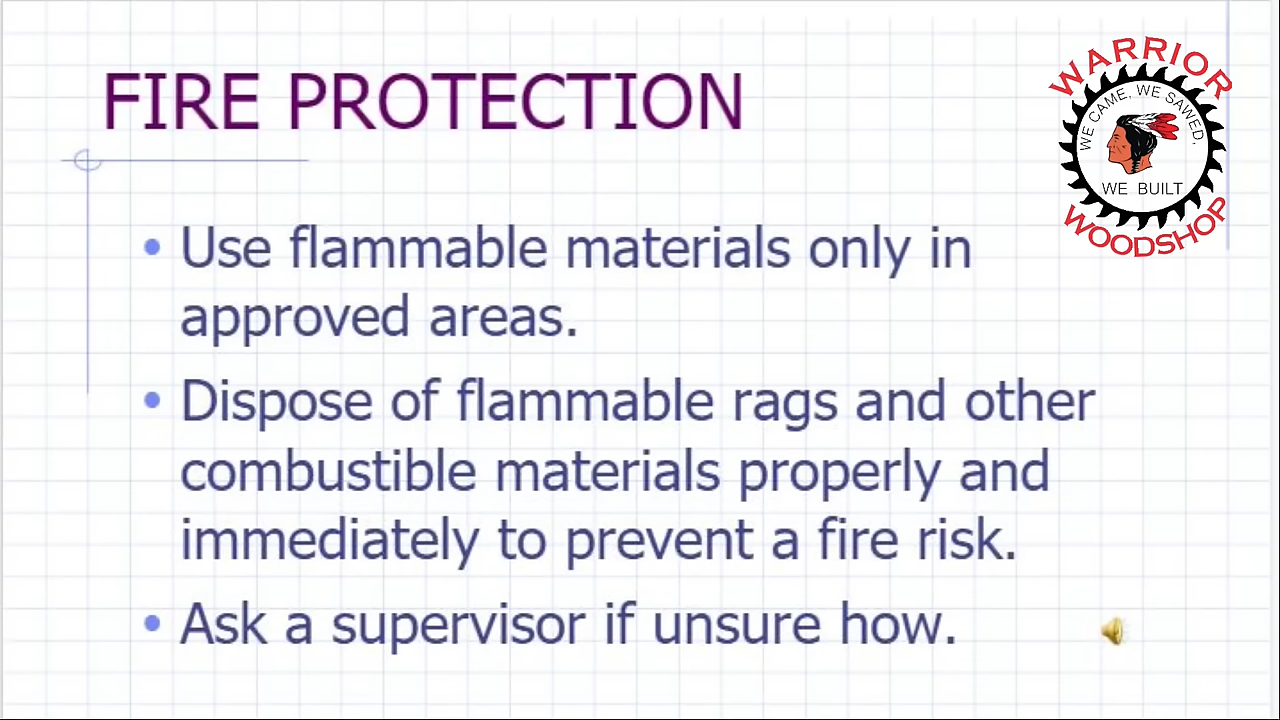 FIRE PROTECTION
WARRIOR
WE CAME, WE SAWED,
WE BUILT
WOODSHOP
• Use flammable materials only in
approved areas.
• Dispose of flammable rags and other
combustible materials properly and
immediately to prevent a fire risk.
• Ask a supervisor if unsure how.